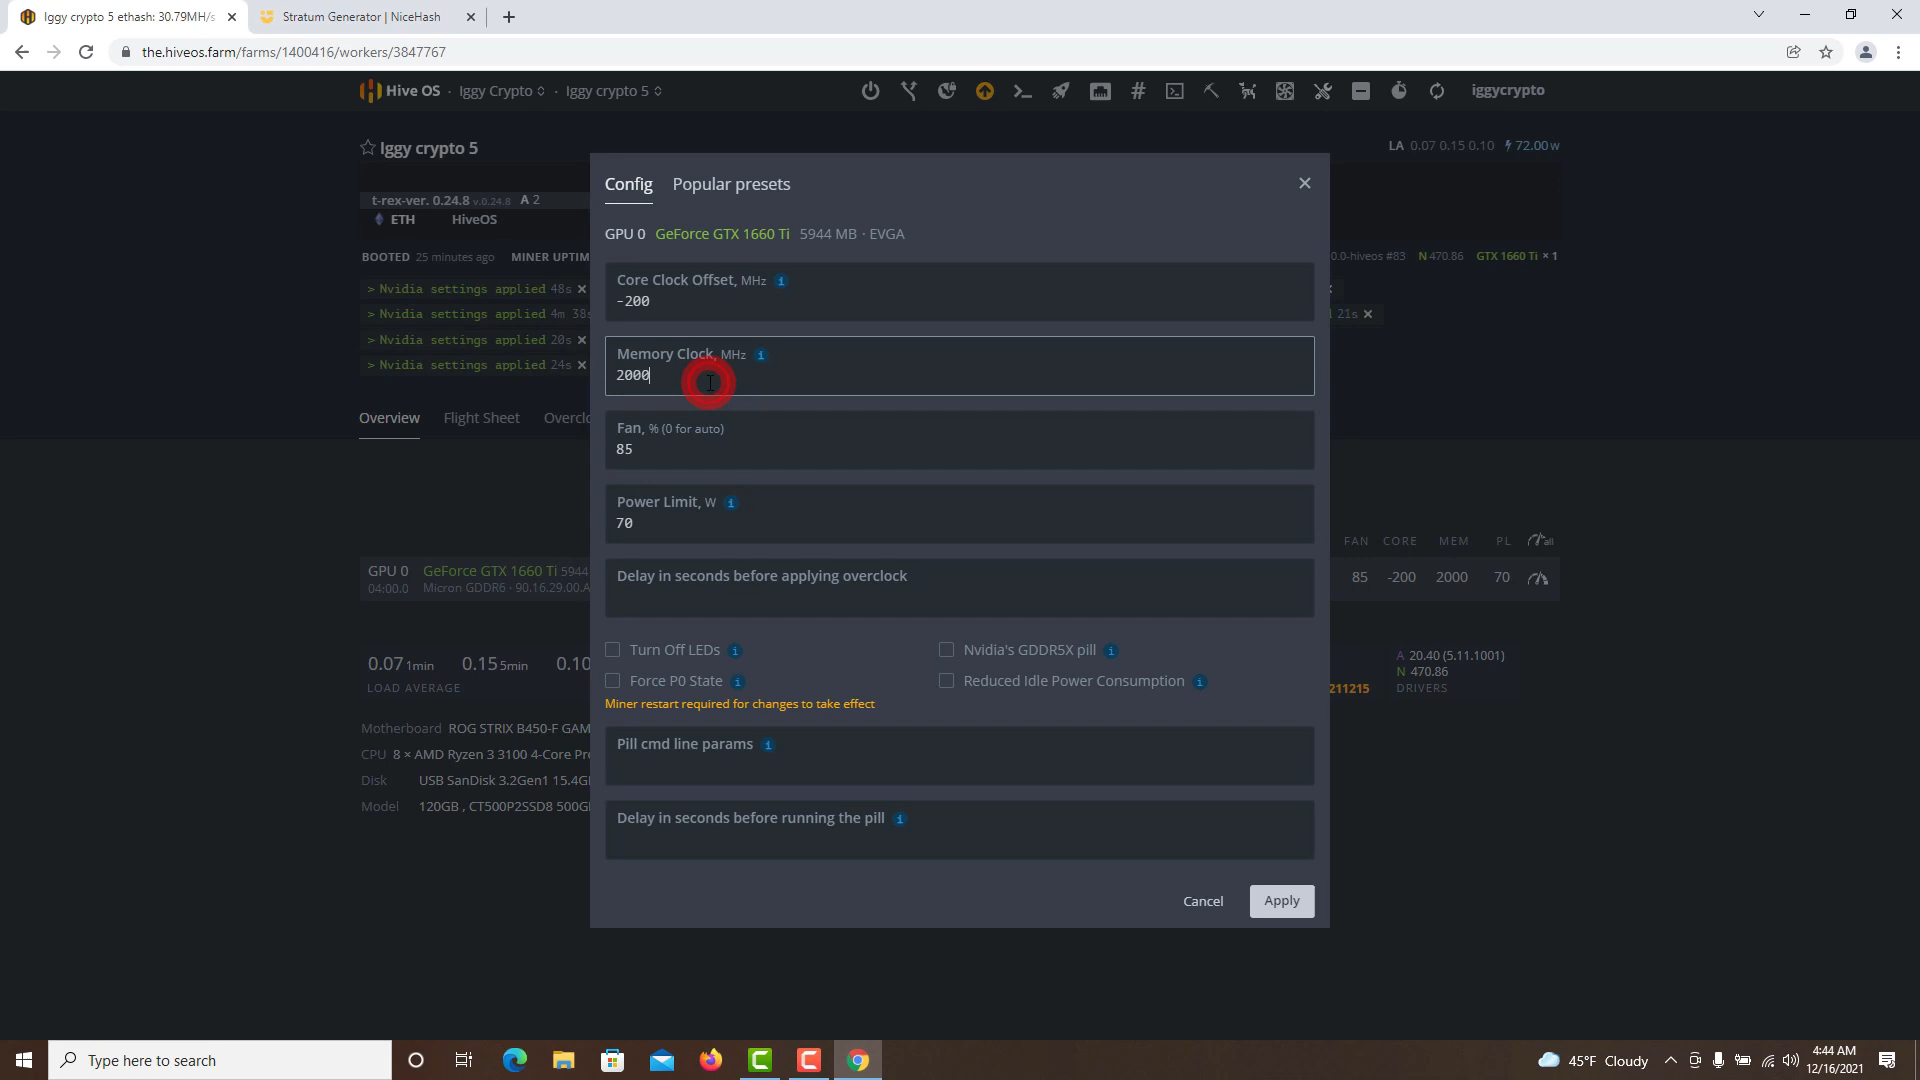 Iggy crypto 5 ethash: 30.79MH/s
Stratum Generator | NiceHash
the.hiveos.farm/farms/1400416/workers/3847767
Hive OS · Iggy Crypto · Iggy crypto 5
iggycrypto
Iggy crypto 5
LA 0.07 0.15 0.10 72.00 W
t-rex-ver. 0.24.8 v.0.24.8 A 2
ETH HiveOS
BOOTED 25 minutes ago MINER UPTIM
0.0-hiveos #83 N 470.86 GTX 1660 Ti × 1
> Nvidia settings applied 48s
> Nvidia settings applied 4m 38s
21s
> Nvidia settings applied 20s
> Nvidia settings applied 24s
Overview Flight Sheet Overclo
Config Popular presets
GPU 0 GeForce GTX 1660 Ti 5944 MB · EVGA
Core Clock Offset, MHz
-200
Memory Clock, MHz
2000
Fan, % (0 for auto)
85
Power Limit, W
70
Delay in seconds before applying overclock
Turn Off LEDs
Nvidia's GDDR5X pill
Force P0 State
Reduced Idle Power Consumption
Miner restart required for changes to take effect
Pill cmd line params
Delay in seconds before running the pill
Cancel Apply
FAN CORE MEM PL all
GPU 0 GeForce GTX 1660 Ti 5944
04:00.0 Micron GDDR6 · 90.16.29.00.A
85 -200 2000 70
0.07 1min 0.15 5min 0.10
LOAD AVERAGE
211215
A 20.40 (5.11.1001)
N 470.86
DRIVERS
Motherboard ROG STRIX B450-F GAM
CPU 8 × AMD Ryzen 3 3100 4-Core Pro
Disk USB SanDisk 3.2Gen1 15.4G
Model 120GB , CT500P2SSD8 500G
Type here to search
45°F Cloudy
4:44 AM
12/16/2021